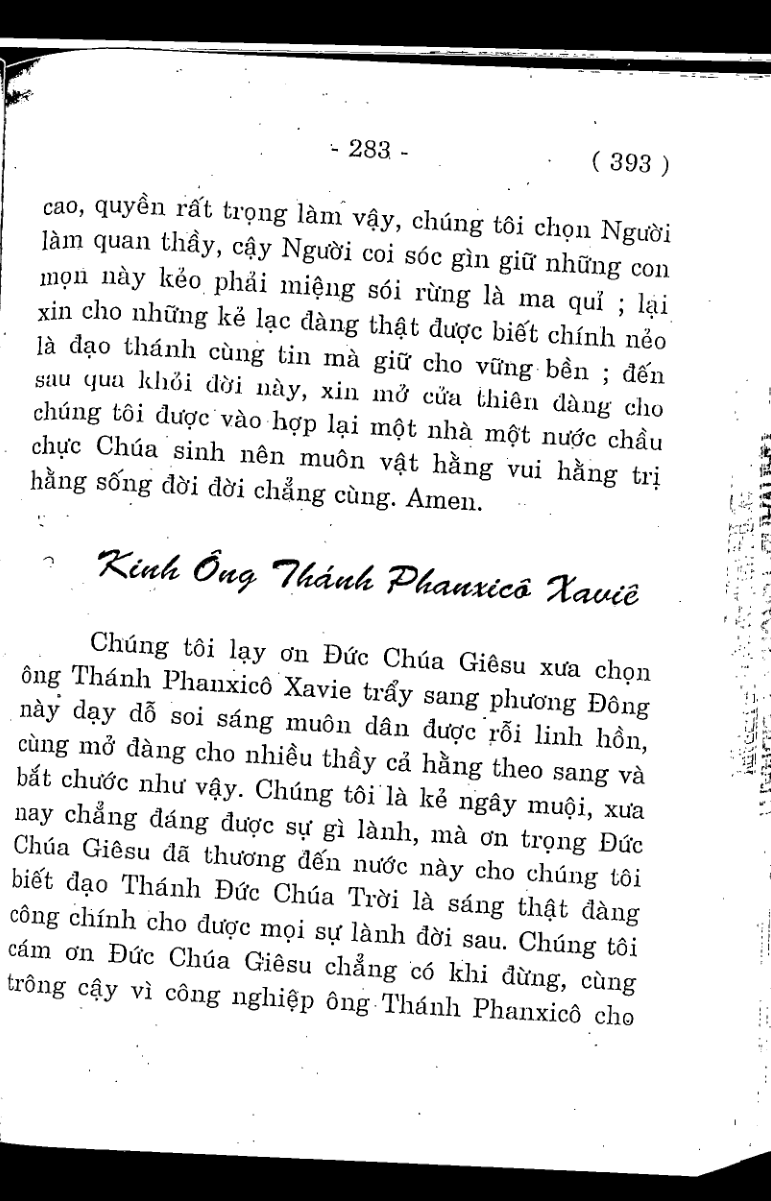 - 283 -
( 393 )
cao, quyền rất trọng làm vậy, chúng tôi chọn Người
làm quan thầy, cậy Người coi sóc gìn giữ những con
mọn này kẻo phải miệng sói rừng là ma quỉ ; lại
xin cho những kẻ lạc đàng thật được biết chính nẻo
là đạo thánh cùng tin mà giữ cho vững bền ; đến
sau qua khỏi đời này, xin mở cửa thiên đàng cho
chúng tôi được vào hợp lại một nhà một nước chầu
chực Chúa sinh nên muôn vật hằng vui hằng trị
hằng sống đời đời chẳng cùng. Amen.
Kinh Ông Thánh Phanxicô Xaviê
Chúng tôi lạy ơn Đức Chúa Giêsu xưa chọn
ông Thánh Phanxicô Xavie trẩy sang phương Đông
này dạy dỗ soi sáng muôn dân được rỗi linh hồn,
cùng mở đàng cho nhiều thầy cả hằng theo sang và
bắt chước như vậy. Chúng tôi là kẻ ngây muội, xưa
nay chẳng đáng được sự gì lành, mà ơn trọng Đức
Chúa Giêsu đã thương đến nước này cho chúng tôi
biết đạo Thánh Đức Chúa Trời là sáng thật đàng
công chính cho được mọi sự lành đời sau. Chúng tôi
cám ơn Đức Chúa Giêsu chẳng có khi đừng, cùng
trông cậy vì công nghiệp ông Thánh Phanxicô cho